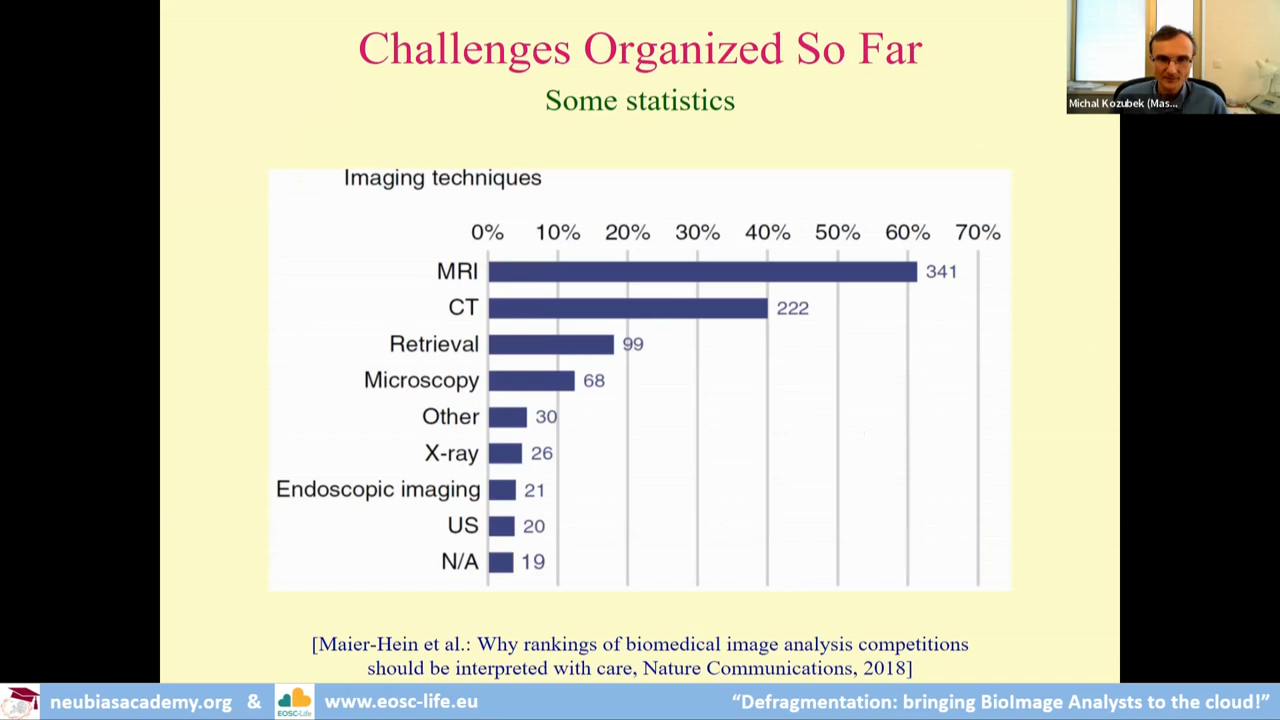 Challenges Organized So Far
Some statistics
Michal Kozubek (Mas...
Imaging techniques
0% 10% 20% 30% 40% 50% 60% 70%
MRI 341
CT 222
Retrieval 99
Microscopy 68
Other 30
X-ray 26
Endoscopic imaging 21
US 20
N/A 19
[Maier-Hein et al.: Why rankings of biomedical image analysis competitions
should be interpreted with care, Nature Communications, 2018]
neubiasacademy.org & EOSC-Life www.eosc-life.eu “Defragmentation: bringing BioImage Analysts to the cloud!”